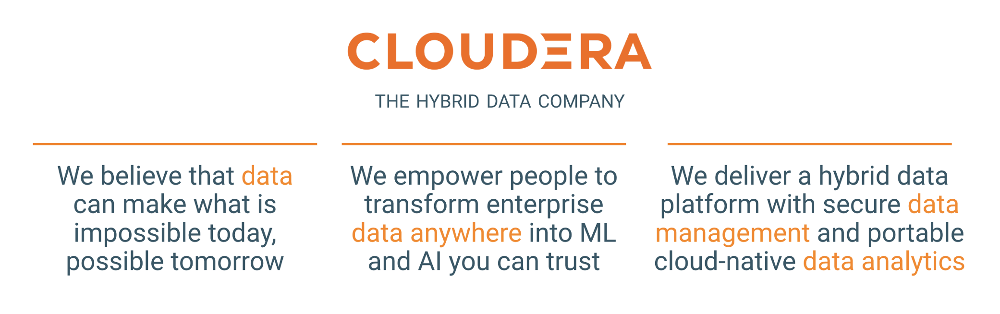 CLOUDERA
THE HYBRID DATA COMPANY
We believe that data
can make what is
impossible today,
possible tomorrow
We empower people to
transform enterprise
data anywhere into ML
and AI you can trust
We deliver a hybrid data
platform with secure data
management and portable
cloud-native data analytics